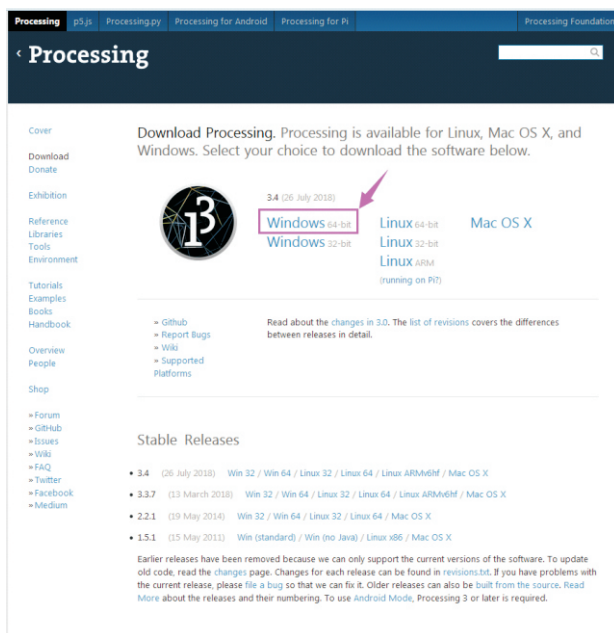 Processing p5.js Processing.py Processing for Android Processing for Pi Processing Foundation
‹ Processing
Cover
Download
Donate
Exhibition
Reference
Libraries
Tools
Environment
Tutorials
Examples
Books
Handbook
Overview
People
Shop
» Forum
» GitHub
» Issues
» Wiki
» FAQ
» Twitter
» Facebook
» Medium
Download Processing. Processing is available for Linux, Mac OS X, and
Windows. Select your choice to download the software below.
3.4 (26 July 2018)
Windows 64-bit Linux 64-bit Mac OS X
Windows 32-bit Linux 32-bit
Linux ARM
(running on Pi?)
» Github
» Report Bugs
» Wiki
» Supported
Platforms
Read about the changes in 3.0. The list of revisions covers the differences
between releases in detail.
Stable Releases
• 3.4 (26 July 2018) Win 32 / Win 64 / Linux 32 / Linux 64 / Linux ARMv6hf / Mac OS X
• 3.3.7 (13 March 2018) Win 32 / Win 64 / Linux 32 / Linux 64 / Linux ARMv6hf / Mac OS X
• 2.2.1 (19 May 2014) Win 32 / Win 64 / Linux 32 / Linux 64 / Mac OS X
• 1.5.1 (15 May 2011) Win (standard) / Win (no Java) / Linux x86 / Mac OS X
Earlier releases have been removed because we can only support the current versions of the software. To update
old code, read the changes page. Changes for each release can be found in revisions.txt. If you have problems with
the current release, please file a bug so that we can fix it. Older releases can also be built from the source. Read
More about the releases and their numbering. To use Android Mode, Processing 3 or later is required.